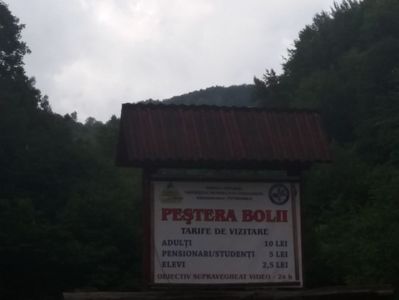 PEŞTERA BOLII
TARIFE DE VIZITARE
ADULŢI 10 LEI
PENSIONARI/STUDENŢI 5 LEI
ELEVI 2,5 LEI
OBIECTIV SUPRAVEGHEAT VIDEO - 24 h